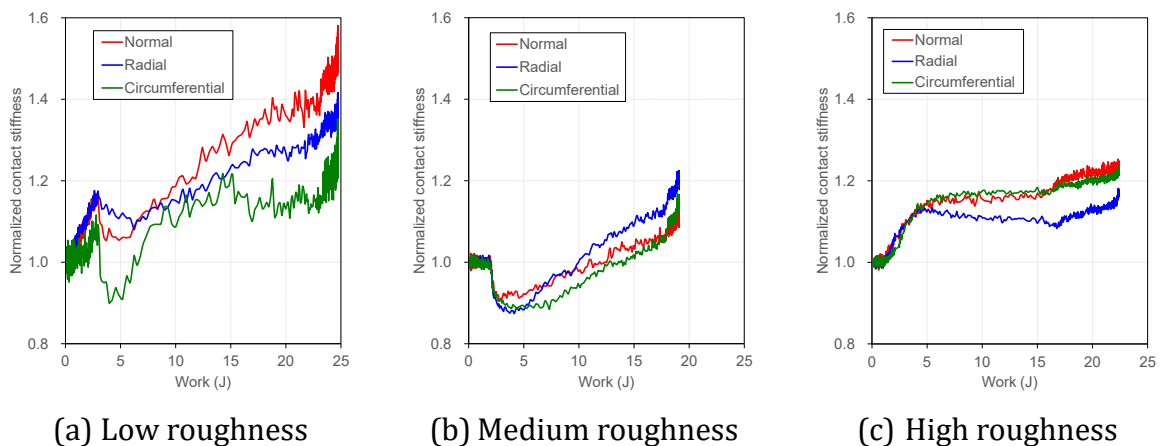 1.6
1.4
1.2
1.0
0.8
Normalized contact stiffness
Normal
Radial
Circumferential
0 5 10 15 20 25
Work (J)
(a) Low roughness
1.6
1.4
1.2
1.0
0.8
Normalized contact stiffness
Normal
Radial
Circumferential
0 5 10 15 20 25
Work (J)
(b) Medium roughness
1.6
1.4
1.2
1.0
0.8
Normalized contact stiffness
Normal
Radial
Circumferential
0 5 10 15 20 25
Work (J)
(c) High roughness